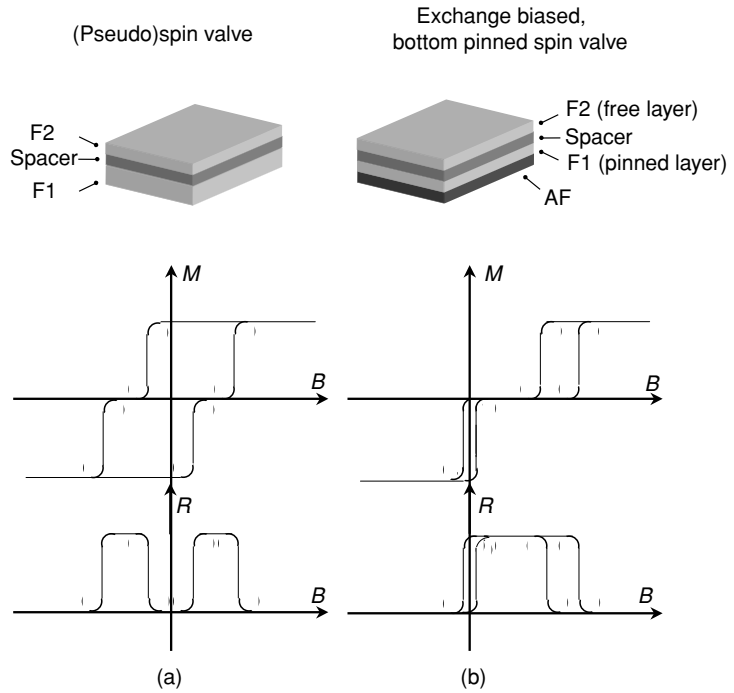 (Pseudo)spin valve
Exchange biased,
bottom pinned spin valve
F2
Spacer
F1
F2 (free layer)
Spacer
F1 (pinned layer)
AF
M
B
M
B
R
B
R
B
(a)
(b)